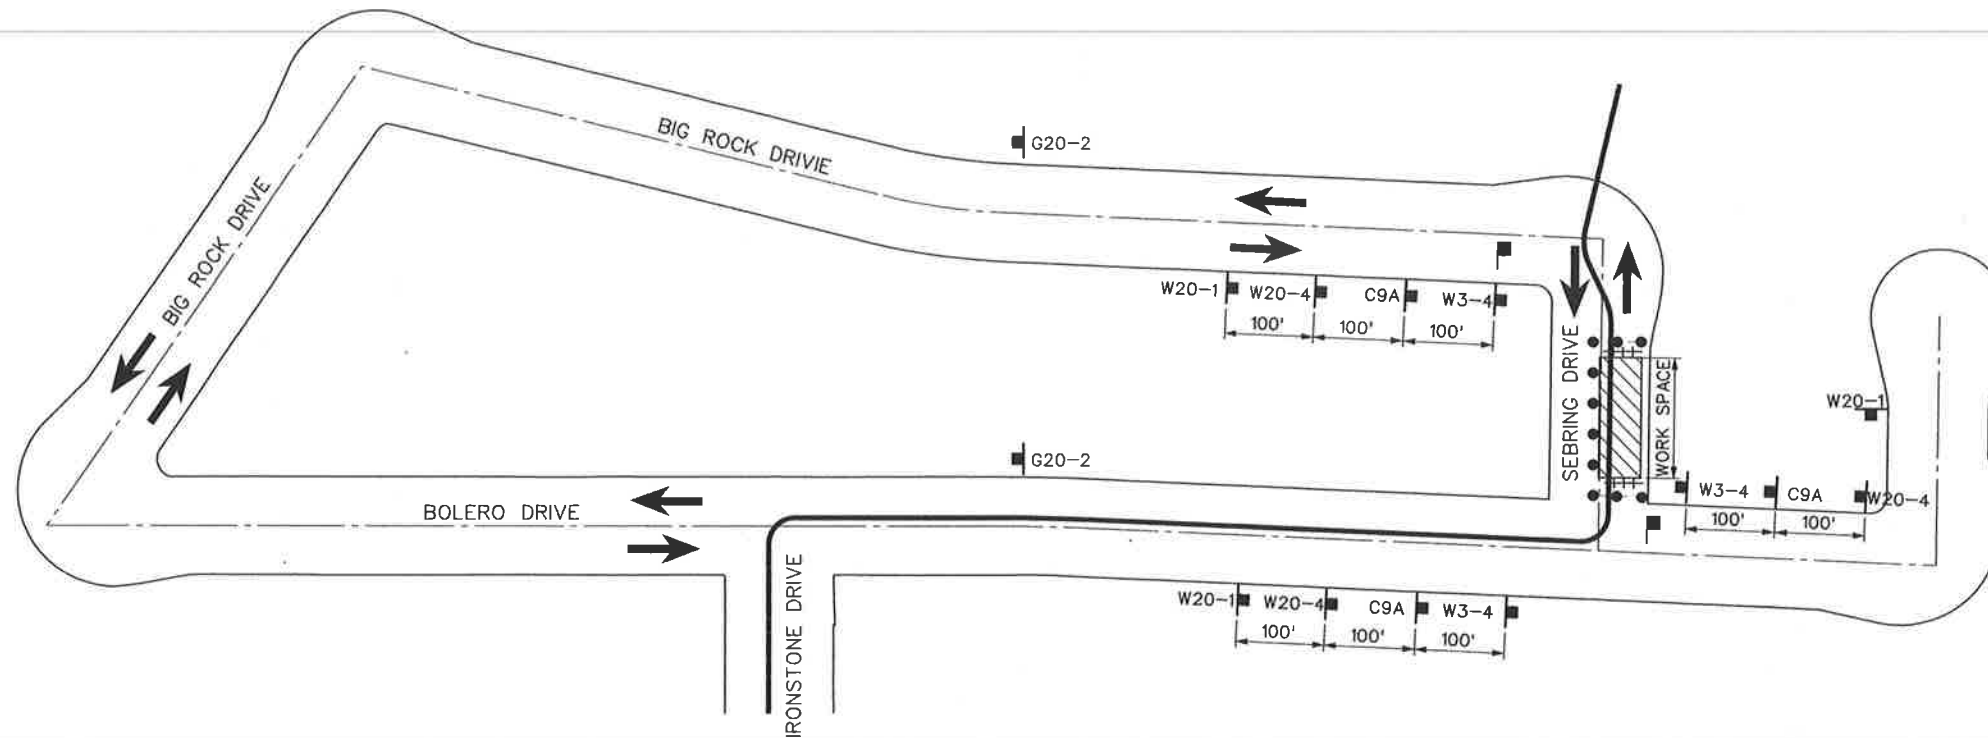 BIG ROCK DRIVIE
G20-2
BIG ROCK DRIVE
W20-1 W20-4 C9A W3-4
100' 100' 100'
SEBRING DRIVE
WORK SPACE
W20-1
G20-2
W3-4 C9A W20-4
100' 100'
BOLERO DRIVE
IRONSTONE DRIVE
W20-1 W20-4 C9A W3-4
100' 100' 100'